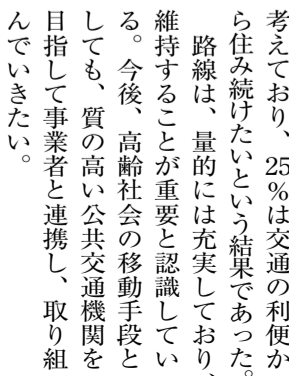 考えており、25%は交通の利便か
ら住み続けたいという結果であった。
　路線は、量的には充実しており、
維持することが重要と認識してい
る。今後、高齢社会の移動手段と
しても、質の高い公共交通機関を
目指して事業者と連携し、取り組
んでいきたい。